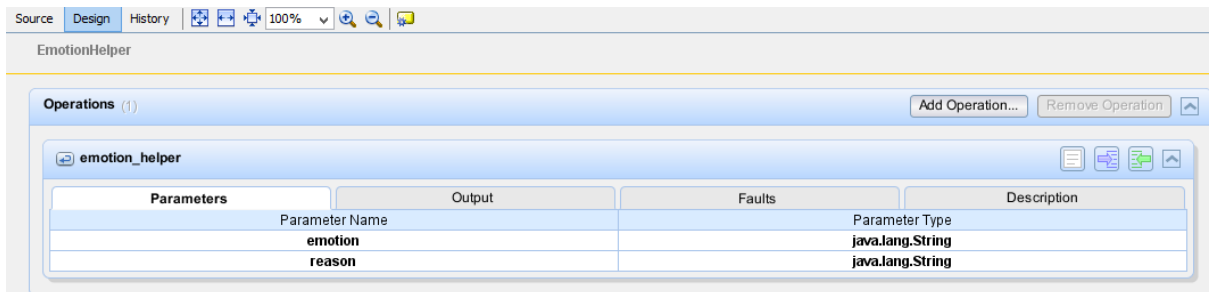 Source Design History 100%
EmotionHelper
Operations (1) Add Operation... Remove Operation
emotion_helper
Parameters Output Faults Description
Parameter Name Parameter Type
emotion java.lang.String
reason java.lang.String